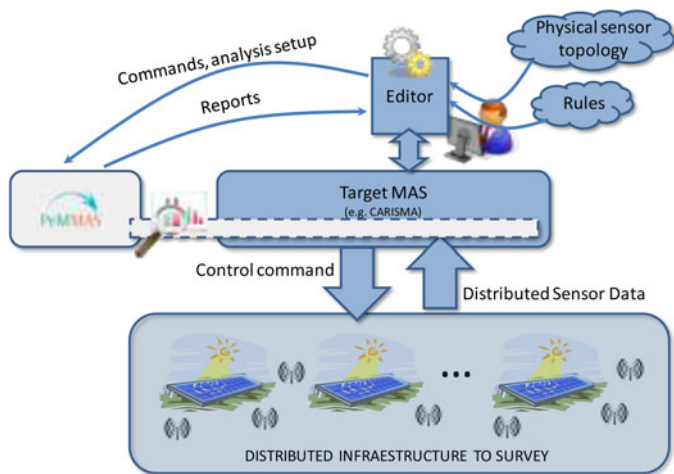 Physical sensor
topology
Commands, analysis setup
Editor
Rules
Reports
Target MAS
(e.g. CARISMA)
PyMMAS
Control command
Distributed Sensor Data
...
DISTRIBUTED INFRAESTRUCTURE TO SURVEY